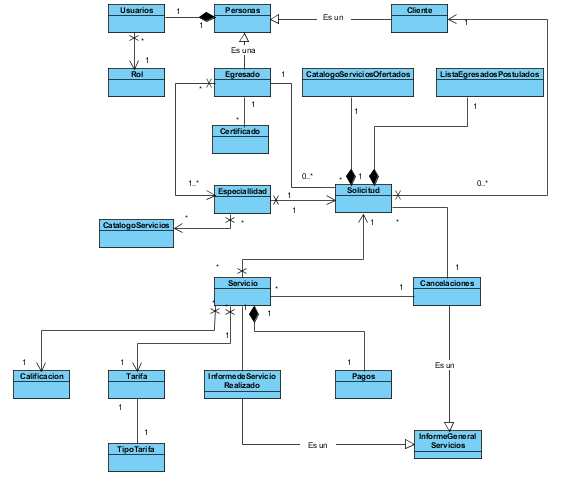 Usuarios
1
1
Personas
Es un
Cliente
1
*
1
Es una
Rol
Egresado
1
CatalogoServiciosOfertados
ListaEgresadosPostulados
*
1
*
1
1
Certificado
1..*
0..*
*
1
0..*
Especiallidad
1
1
Solicitud
*
*
*
1
CatalogoServicios
*
1
Servicio
*
1
Cancelaciones
*
*
1
1
1
1
1
1
Es un
Calificacion
Tarifa
InformedeServicio
Realizado
Pagos
1
1
TipoTarifa
Es un
InformeGeneral
Servicios